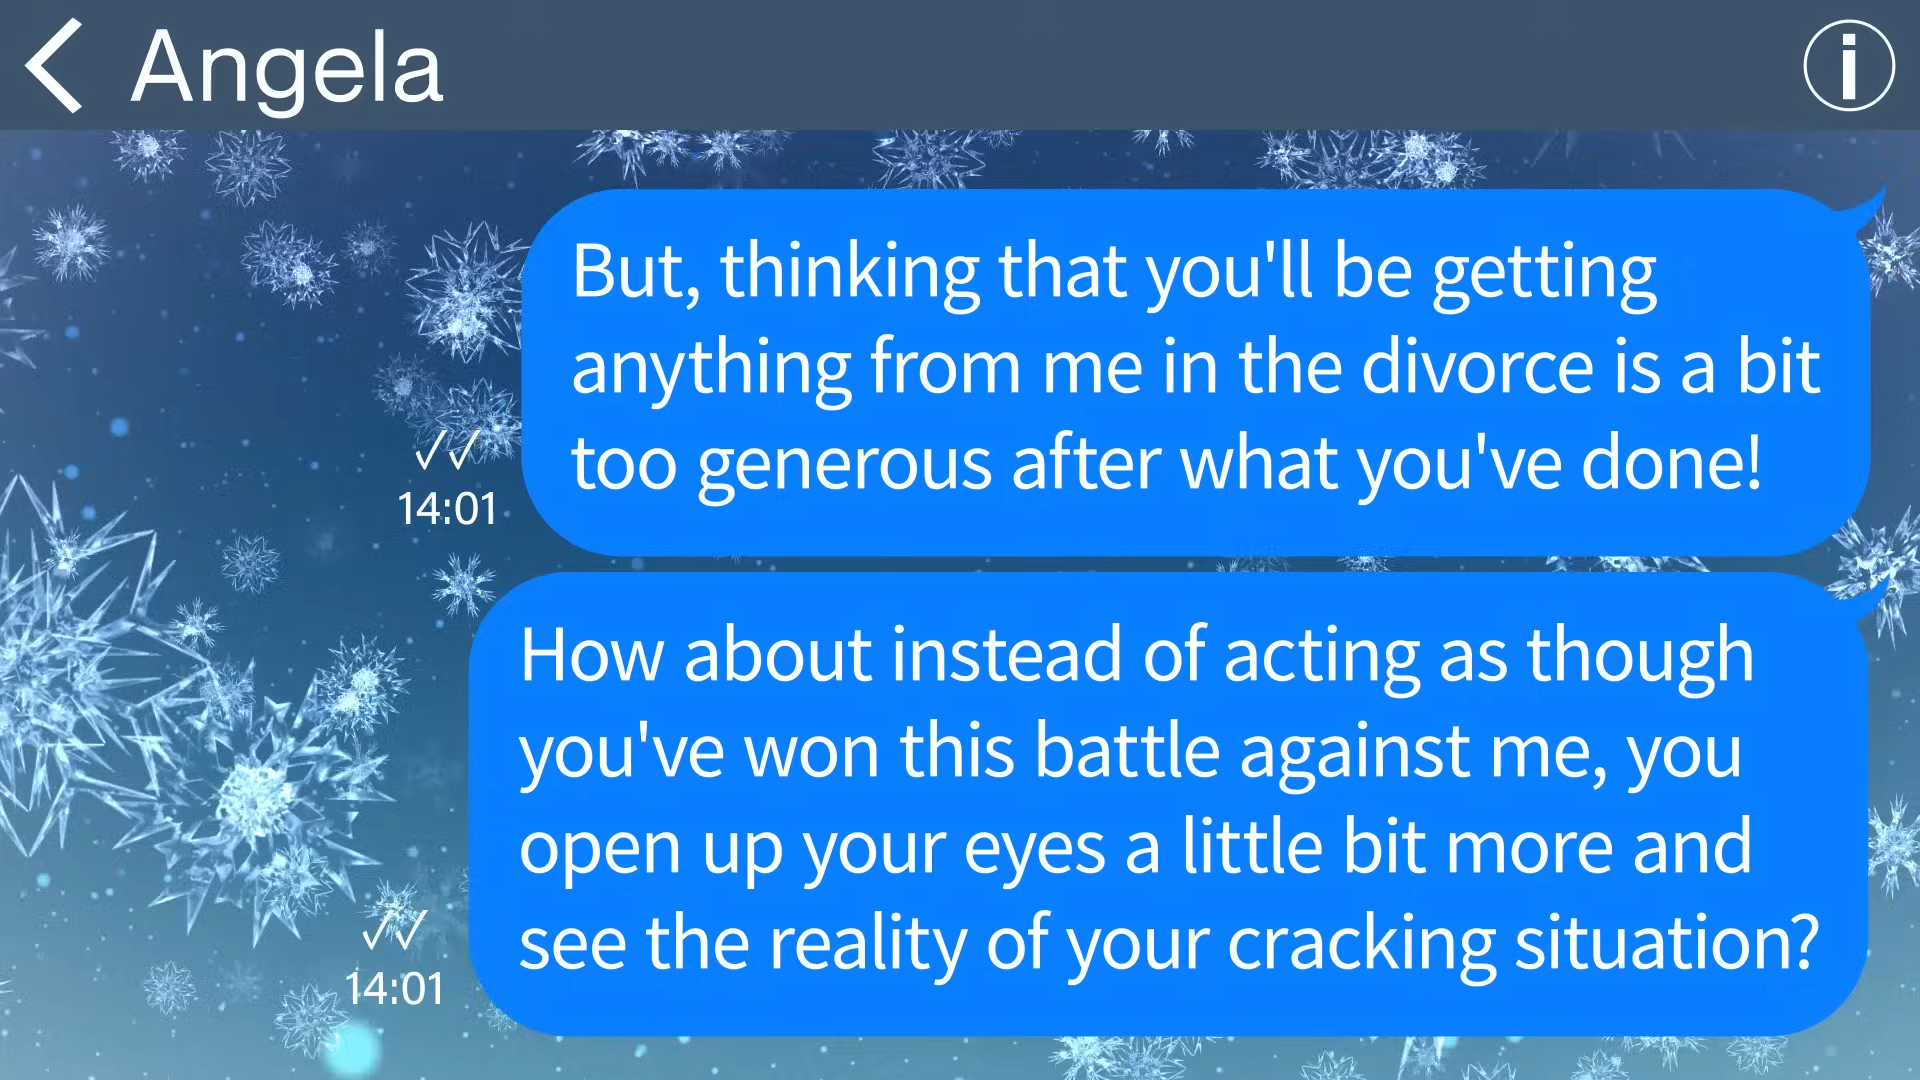 Angela
But, thinking that you'll be getting
anything from me in the divorce is a bit
too generous after what you've done!
14:01
How about instead of acting as though
you've won this battle against me, you
open up your eyes a little bit more and
see the reality of your cracking situation?
14:01